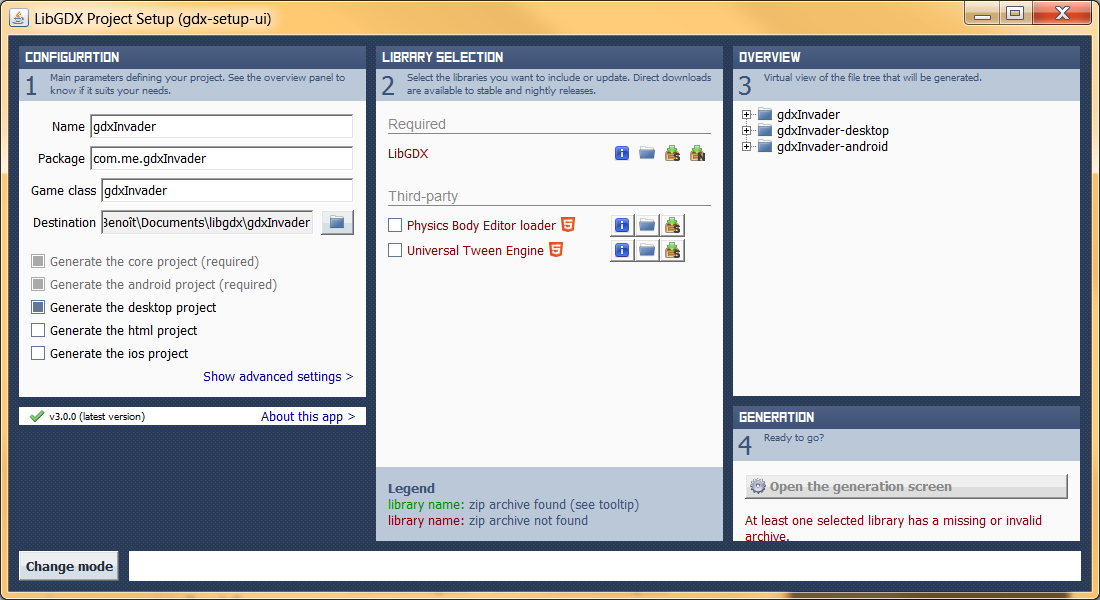 LibGDX Project Setup (gdx-setup-ui)
CONFIGURATION
1
Main parameters defining your project. See the overview panel to
know if it suits your needs.
Name gdxInvader
Package com.me.gdxInvader
Game class gdxInvader
Destination Benoît\Documents\libgdx\gdxInvader
Generate the core project (required)
Generate the android project (required)
Generate the desktop project
Generate the html project
Generate the ios project
Show advanced settings >
v3.0.0 (latest version) About this app >
LIBRARY SELECTION
2
Select the libraries you want to include or update. Direct downloads
are available to stable and nightly releases.
Required
LibGDX i S N
Third-party
Physics Body Editor loader 5 i S
Universal Tween Engine 5 i S
Legend
library name: zip archive found (see tooltip)
library name: zip archive not found
OVERVIEW
3
Virtual view of the file tree that will be generated.
gdxInvader
gdxInvader-desktop
gdxInvader-android
GENERATION
4
Ready to go?
Open the generation screen
At least one selected library has a missing or invalid
archive.
Change mode